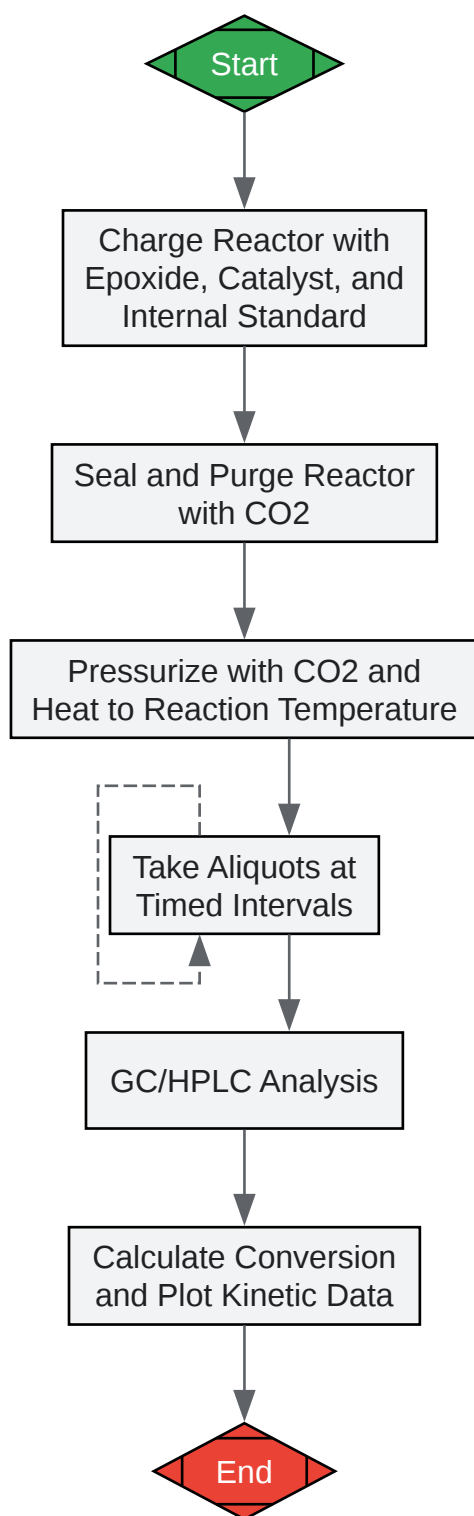 Start
Charge Reactor with
Epoxide, Catalyst, and
Internal Standard
Seal and Purge Reactor
with CO2
Pressurize with CO2 and
Heat to Reaction Temperature
Take Aliquots at
Timed Intervals
GC/HPLC Analysis
Calculate Conversion
and Plot Kinetic Data
End